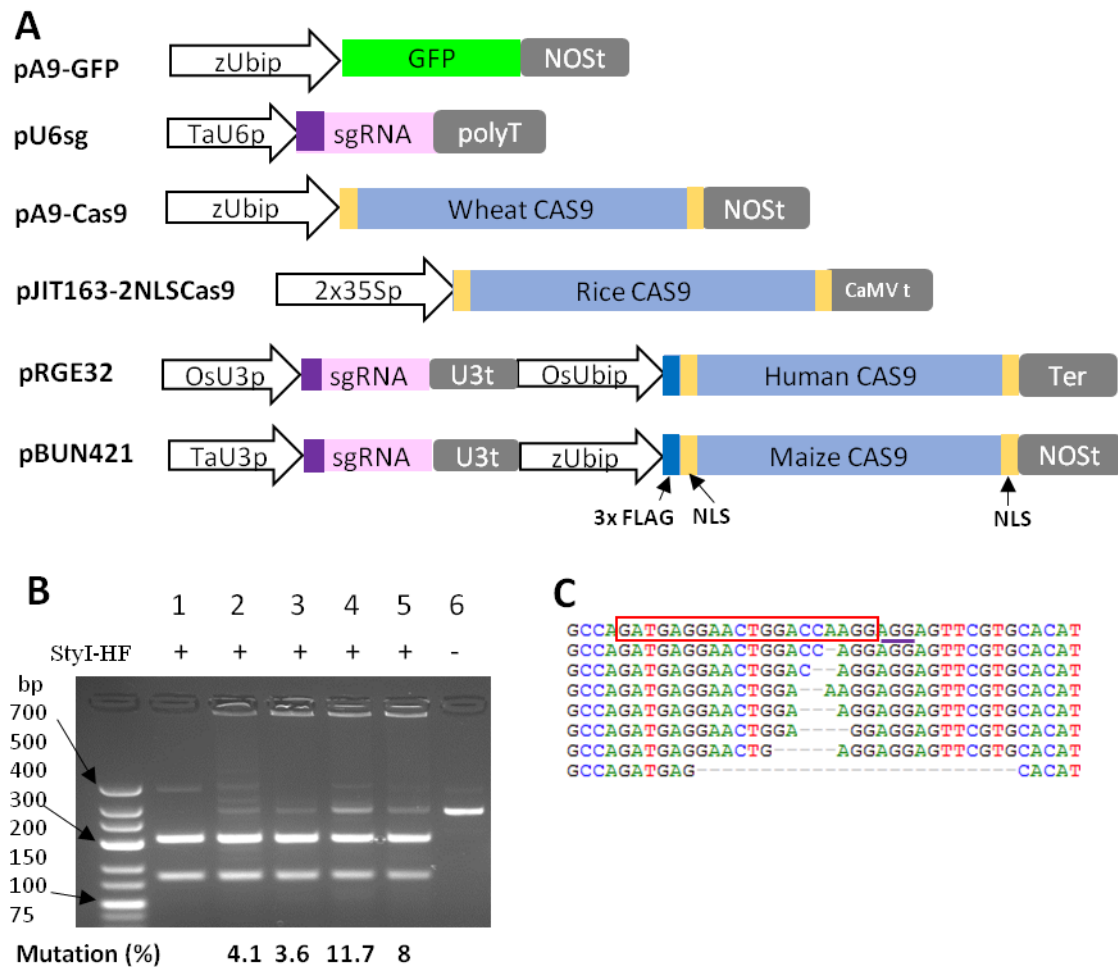 A
pA9-GFP zUbip GFP NOSt
pU6sg TaU6p sgRNA polyT
pA9-Cas9 zUbip Wheat CAS9 NOSt
pJIT163-2NLSCas9 2x35Sp Rice CAS9 CaMV t
pRGE32 OsU3p sgRNA U3t OsUbip Human CAS9 Ter
pBUN421 TaU3p sgRNA U3t zUbip Maize CAS9 NOSt
3x FLAG NLS NLS
B
1 2 3 4 5 6
StyI-HF + + + + + -
bp
700
500
400
300
200
150
100
75
Mutation (%) 4.1 3.6 11.7 8
C
GCCAGATGAGGAACTGGACCAAGGAGGAGTTCGTGCACAT
GCCAGATGAGGAACTGGACC-AGGAGGAGTTCGTGCACAT
GCCAGATGAGGAACTGGAC--AGGAGGAGTTCGTGCACAT
GCCAGATGAGGAACTGGA--AAGGAGGAGTTCGTGCACAT
GCCAGATGAGGAACTGGA---AGGAGGAGTTCGTGCACAT
GCCAGATGAGGAACTGGA----GGAGGAGTTCGTGCACAT
GCCAGATGAGGAACTG-----AGGAGGAGTTCGTGCACAT
GCCAGATGAG-------------------------CACAT